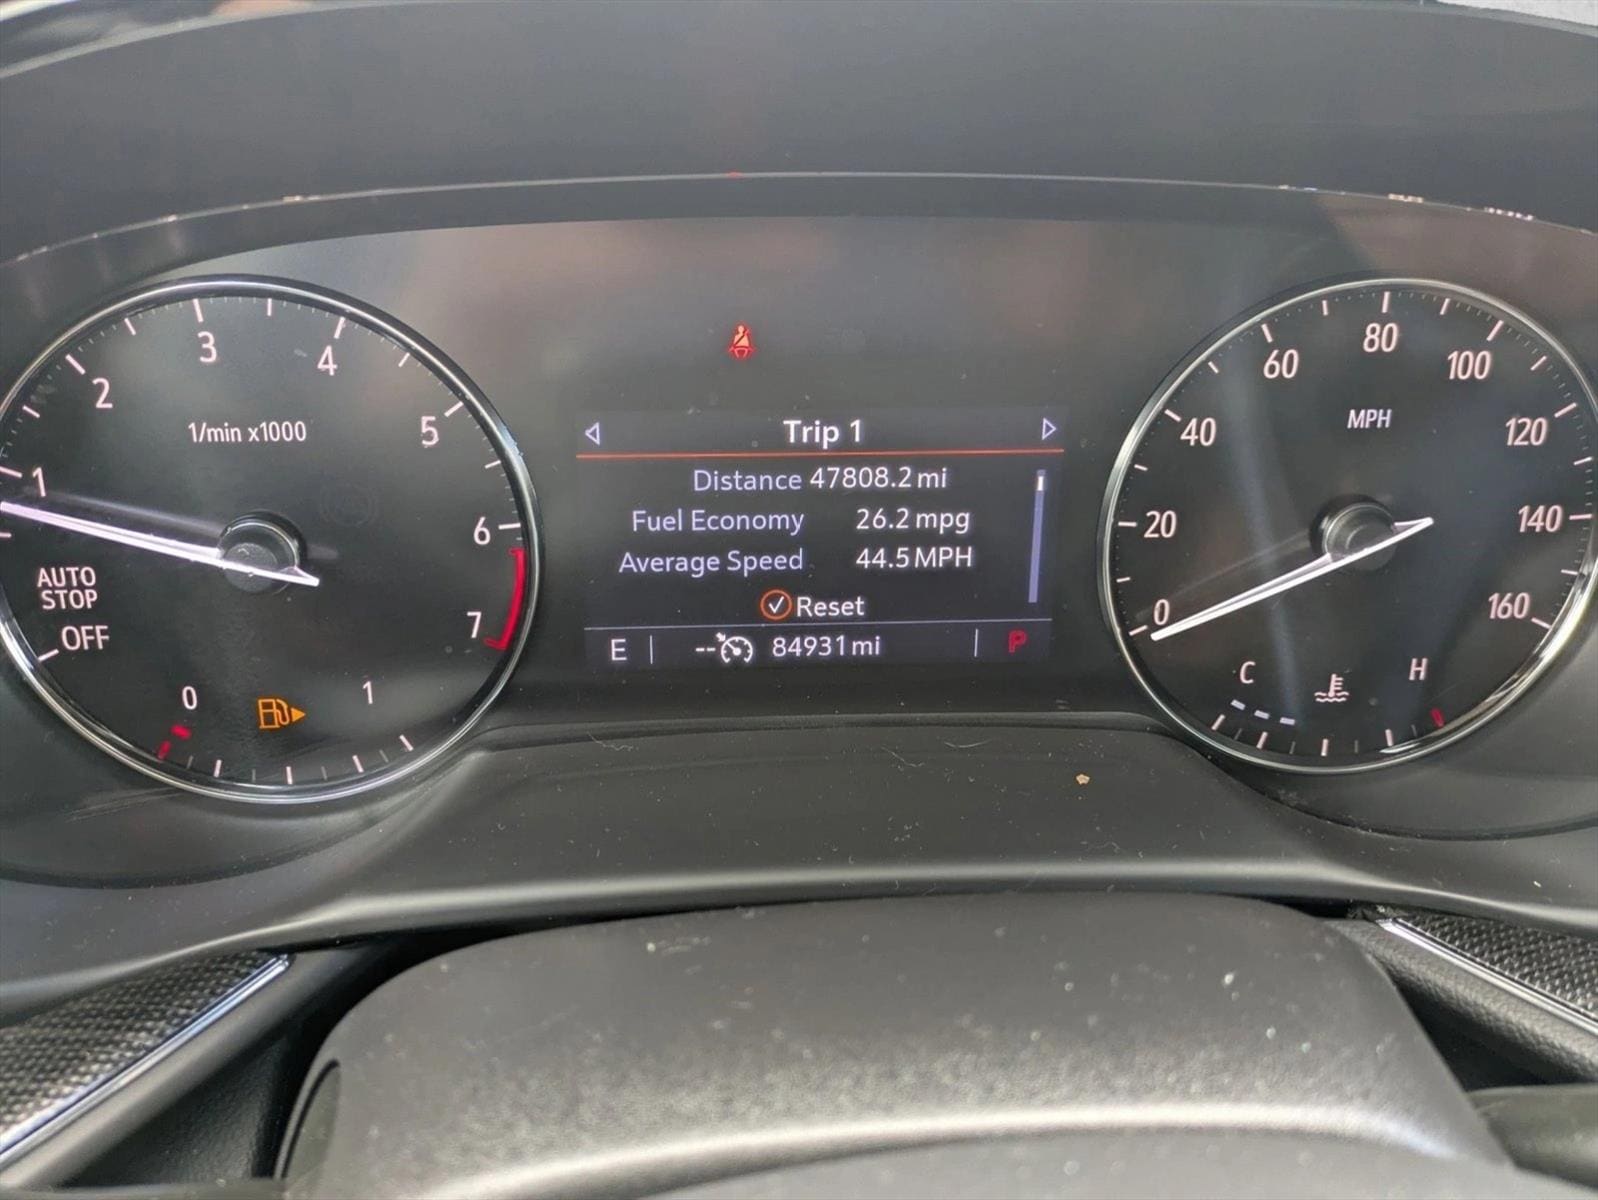 1
2
3
4
5
6
7
1/min x1000
AUTO
STOP
OFF
0
1
Trip 1
Distance 47808.2 mi
Fuel Economy 26.2 mpg
Average Speed 44.5 MPH
Reset
E
-- 84931 mi
P
0
20
40
60
80
100
120
140
160
MPH
C
H